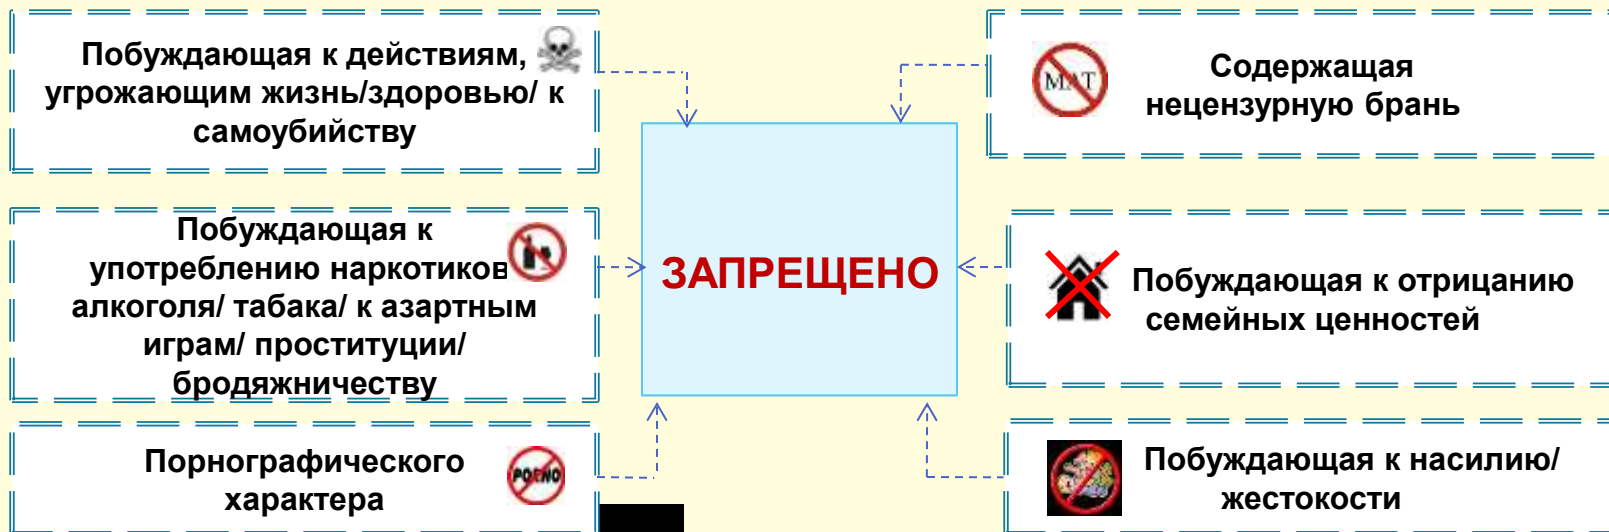 Побуждающая к действиям,
угрожающим жизнь/здоровью/ к
самоубийству
Побуждающая к
употреблению наркотиков
алкоголя/ табака/ к азартным
играм/ проституции/
бродяжничеству
Порнографического
характера
PORNO
ЗАПРЕЩЕНО
МАТ
Содержащая
нецензурную брань
Побуждающая к отрицанию
семейных ценностей
Побуждающая к насилию/
жестокости